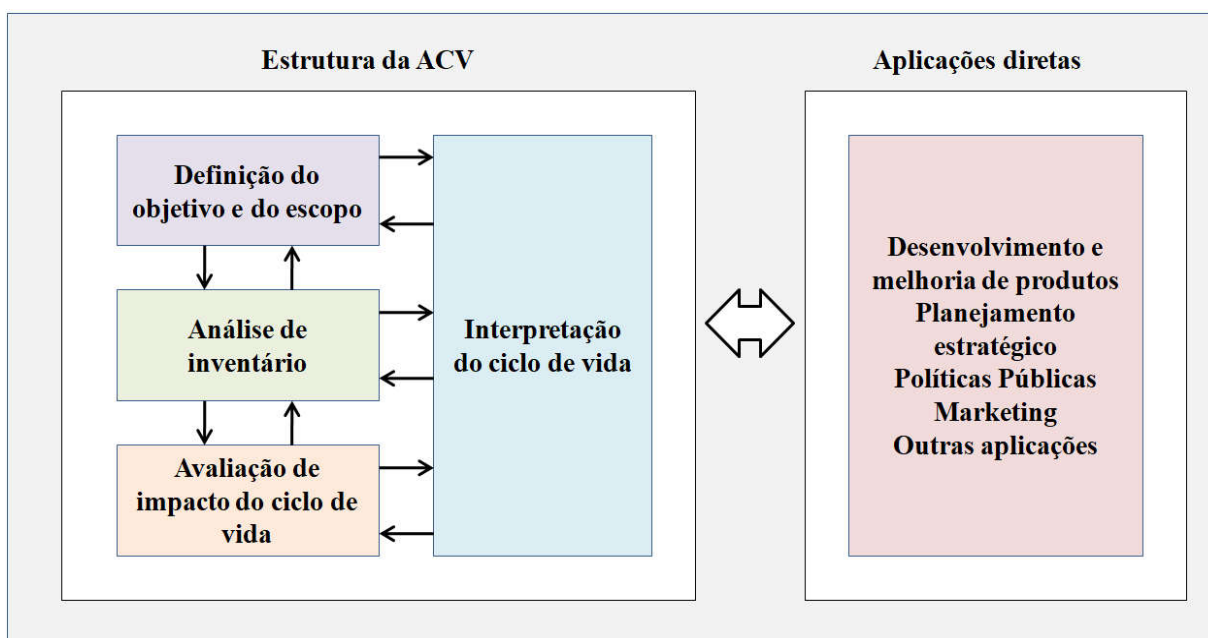 Estrutura da ACV
Aplicações diretas
Definição do
objetivo e do escopo
Análise de
inventário
Avaliação de
impacto do ciclo de
vida
Interpretação
do ciclo de vida
Desenvolvimento e
melhoria de produtos
Planejamento
estratégico
Políticas Públicas
Marketing
Outras aplicações